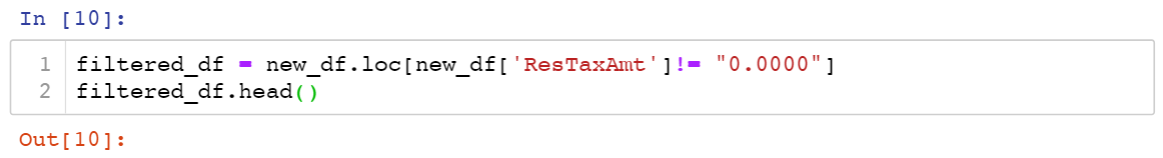 In [10]:
1 filtered_df = new_df.loc[new_df['ResTaxAmt']!= "0.0000"]
2 filtered_df.head()
Out[10]: